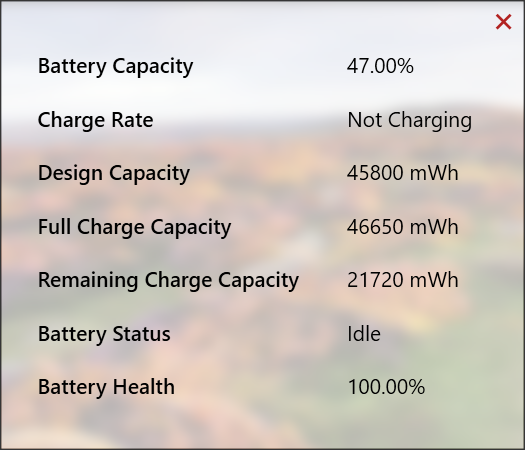 Battery Capacity 47.00%
Charge Rate Not Charging
Design Capacity 45800 mWh
Full Charge Capacity 46650 mWh
Remaining Charge Capacity 21720 mWh
Battery Status Idle
Battery Health 100.00%